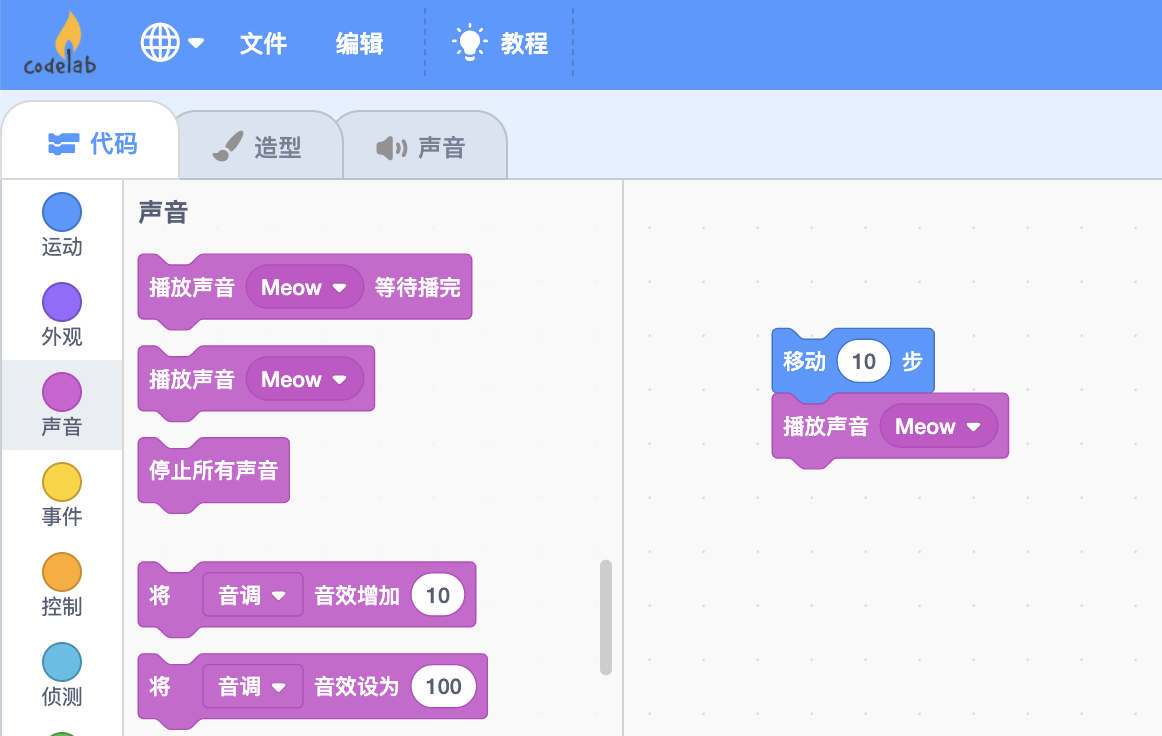 codelab
文件 编辑 教程
代码 造型 声音
运动
外观
声音
事件
控制
侦测
声音
播放声音 Meow 等待播完
播放声音 Meow
停止所有声音
将 音调 音效增加 10
将 音调 音效设为 100
移动 10 步
播放声音 Meow